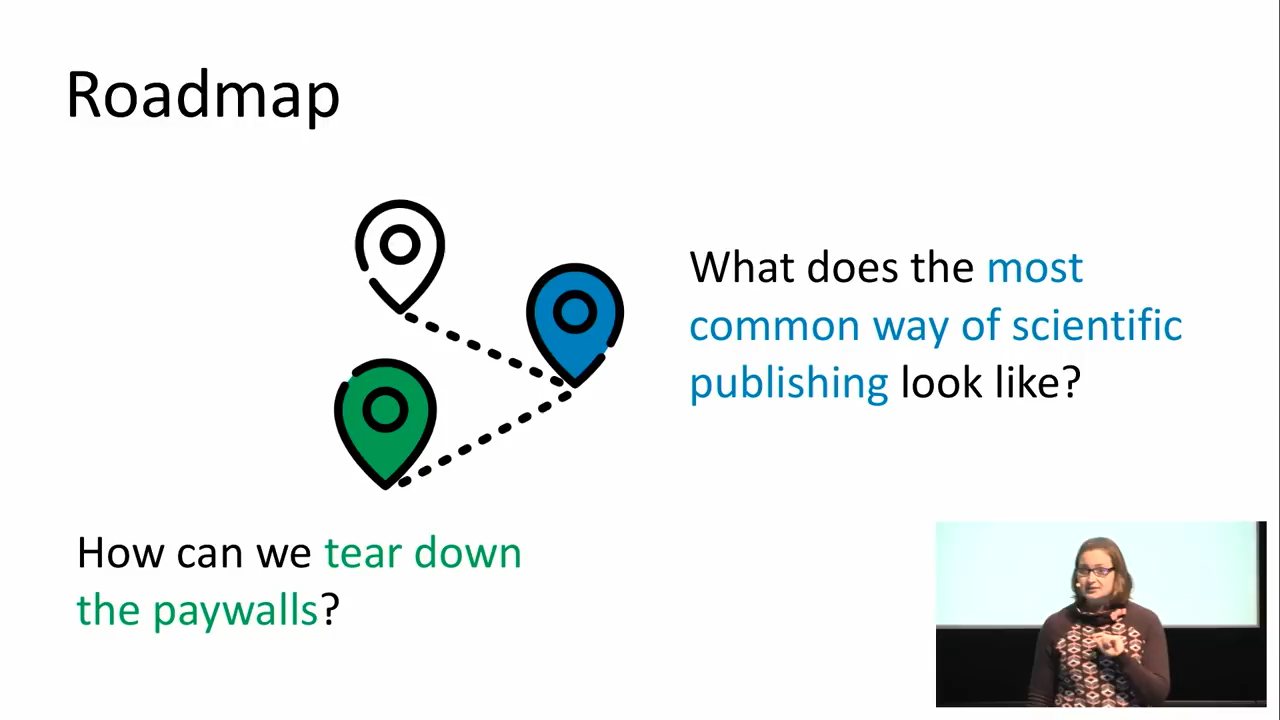 Roadmap
What does the most
common way of scientific
publishing look like?
How can we tear down
the paywalls?